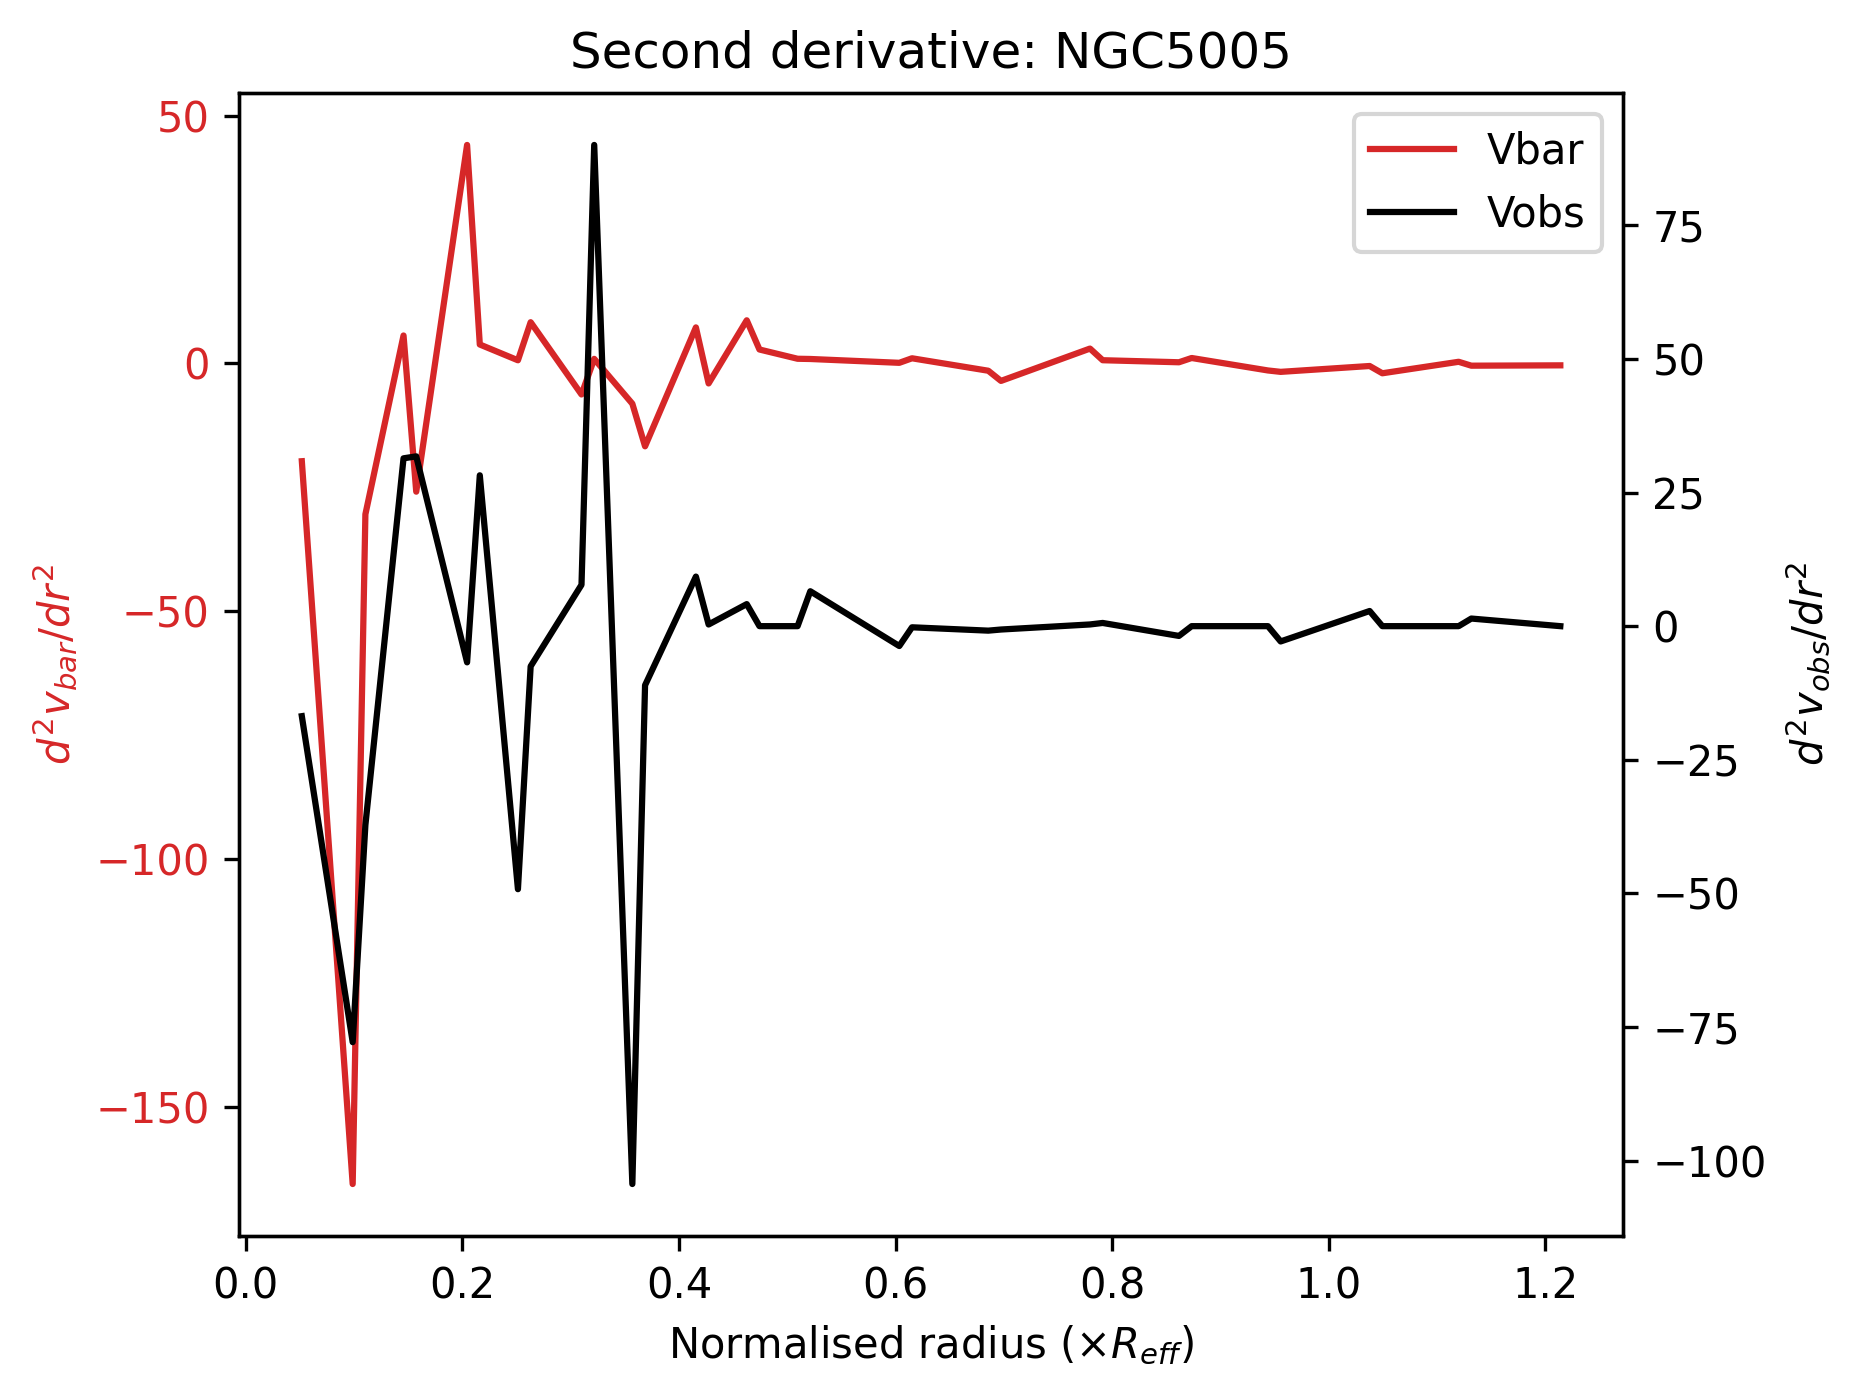 Second derivative: NGC5005
Vbar
Vobs
50
0
−50
−100
−150
75
50
25
0
−25
−50
−75
−100
d²v_bar/dr²
d²v_obs/dr²
0.0 0.2 0.4 0.6 0.8 1.0 1.2
Normalised radius (×R_eff)